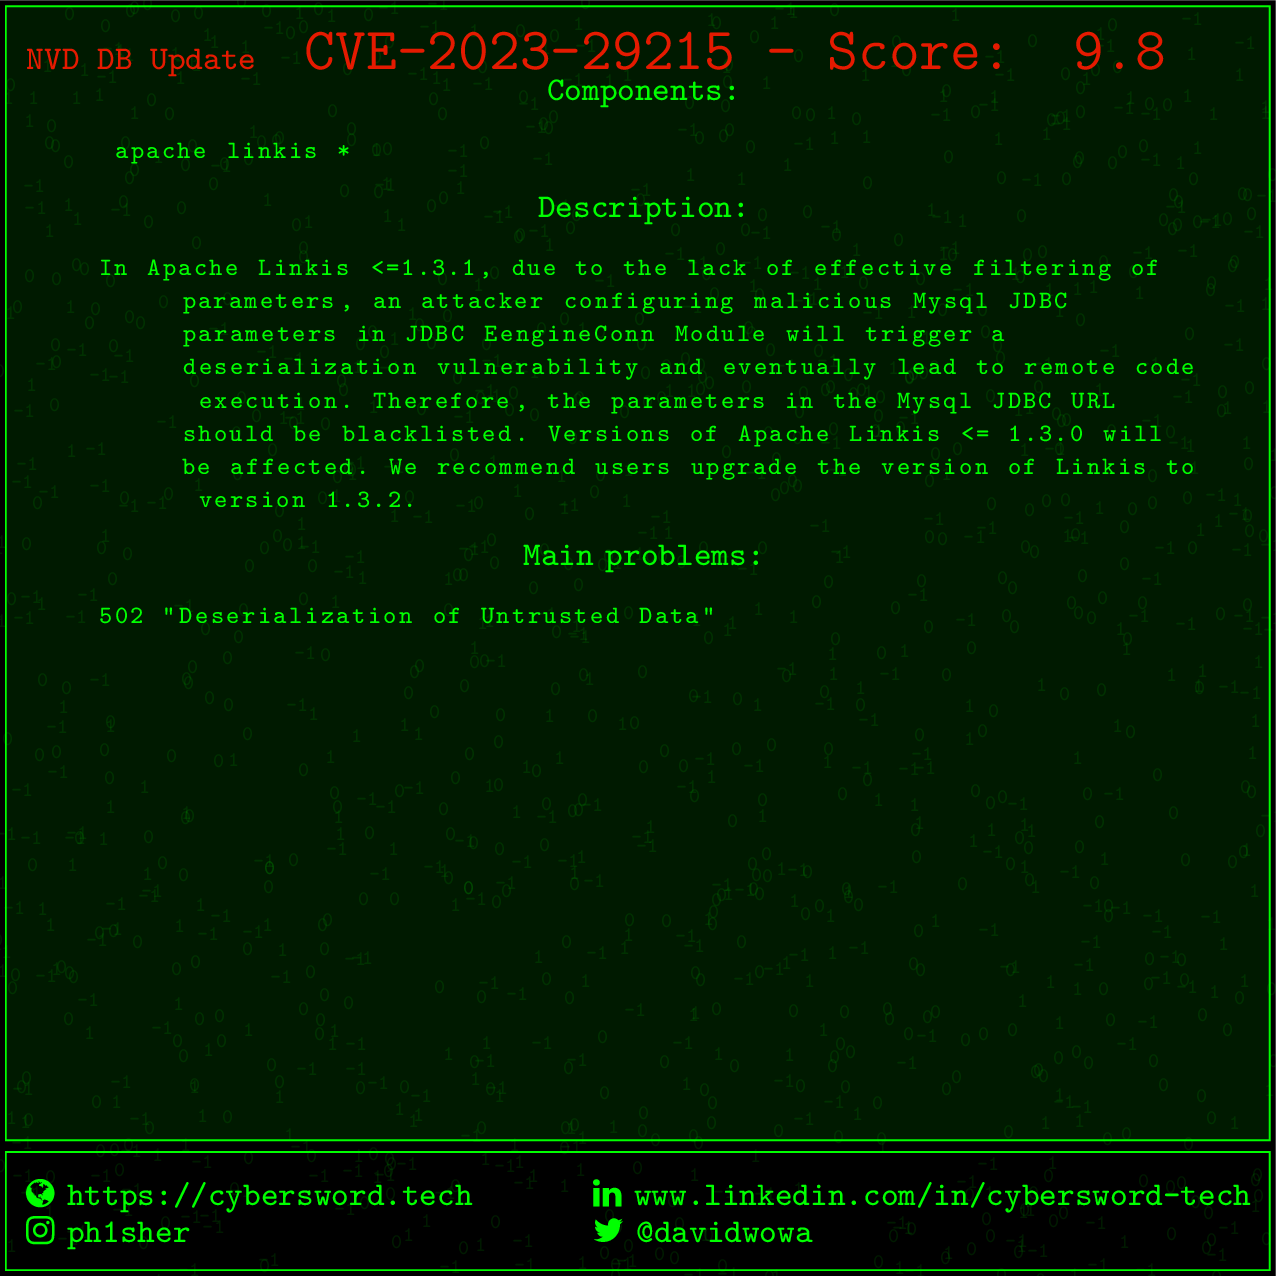 NVD DB Update CVE-2023-29215 - Score: 9.8
Components:
apache linkis *
Description:
In Apache Linkis <=1.3.1, due to the lack of effective filtering of
parameters, an attacker configuring malicious Mysql JDBC
parameters in JDBC EengineConn Module will trigger a
deserialization vulnerability and eventually lead to remote code
execution. Therefore, the parameters in the Mysql JDBC URL
should be blacklisted. Versions of Apache Linkis <= 1.3.0 will
be affected. We recommend users upgrade the version of Linkis to
version 1.3.2.
Main problems:
502 "Deserialization of Untrusted Data"
https://cybersword.tech www.linkedin.com/in/cybersword-tech
ph1sher @davidwowa